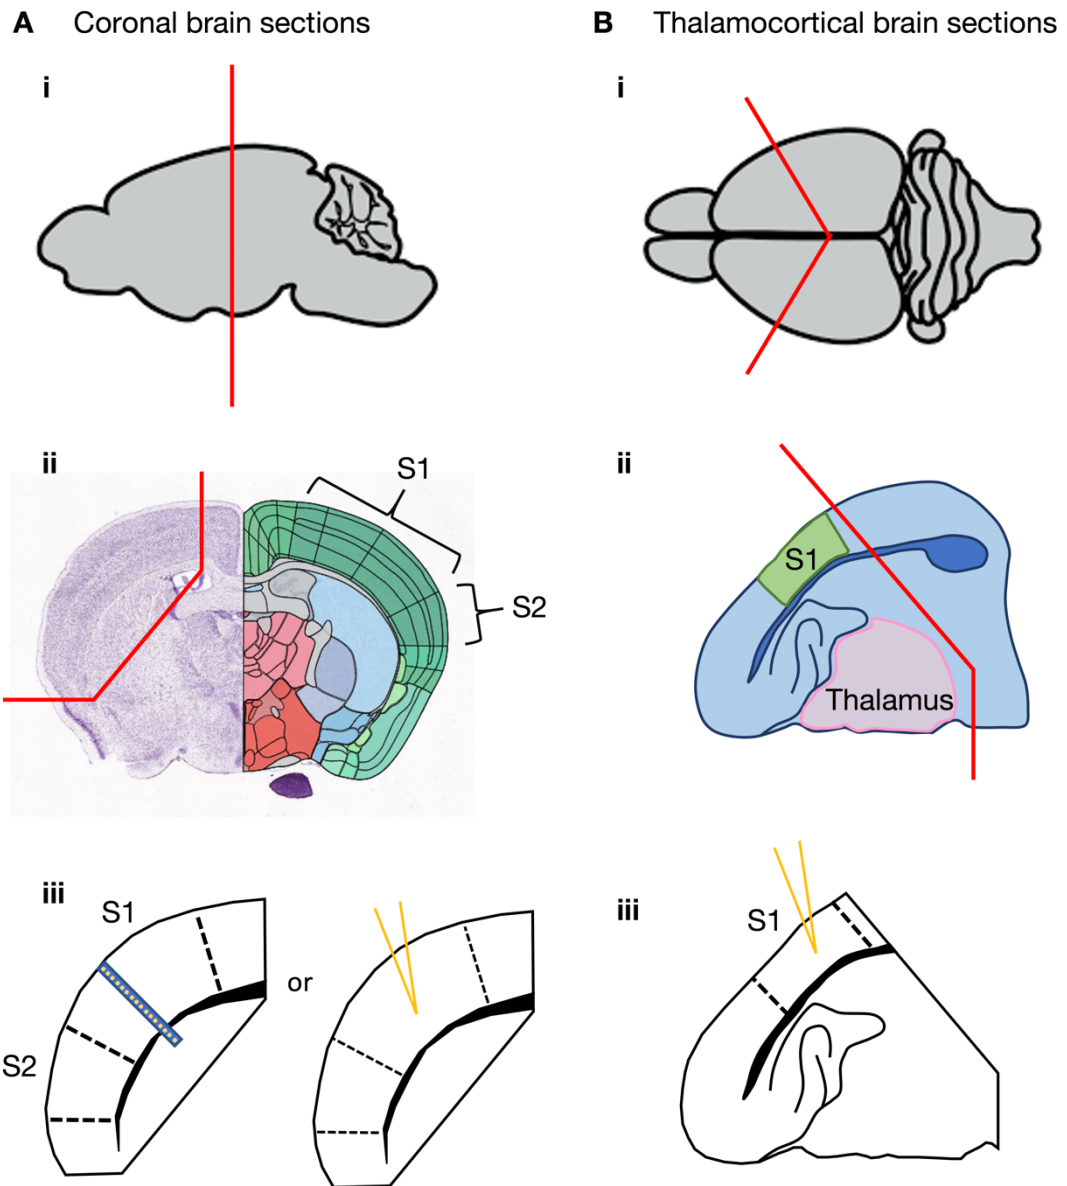 A Coronal brain sections
B Thalamocortical brain sections
i
i
ii
S1
S2
ii
S1
Thalamus
iii
S1
S2
or
iii
S1